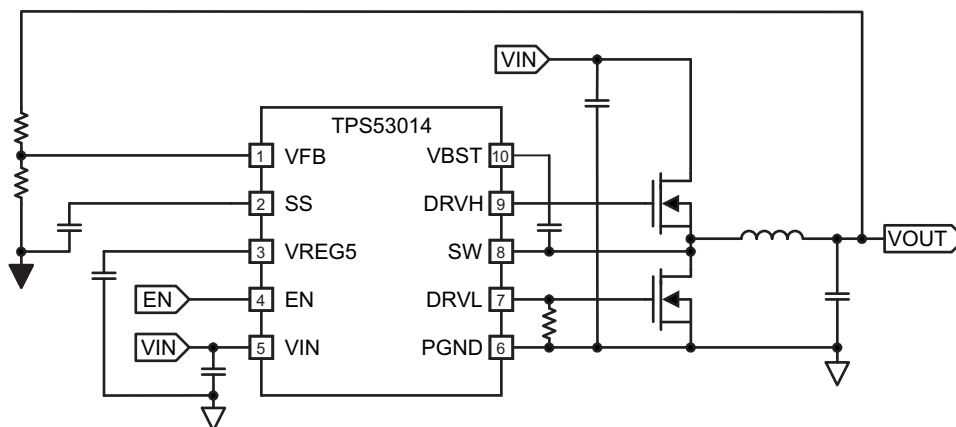 VIN
TPS53014
1 VFB VBST 10
2 SS DRVH 9
3 VREG5 SW 8
VOUT
EN 4 EN DRVL 7
VIN 5 VIN PGND 6